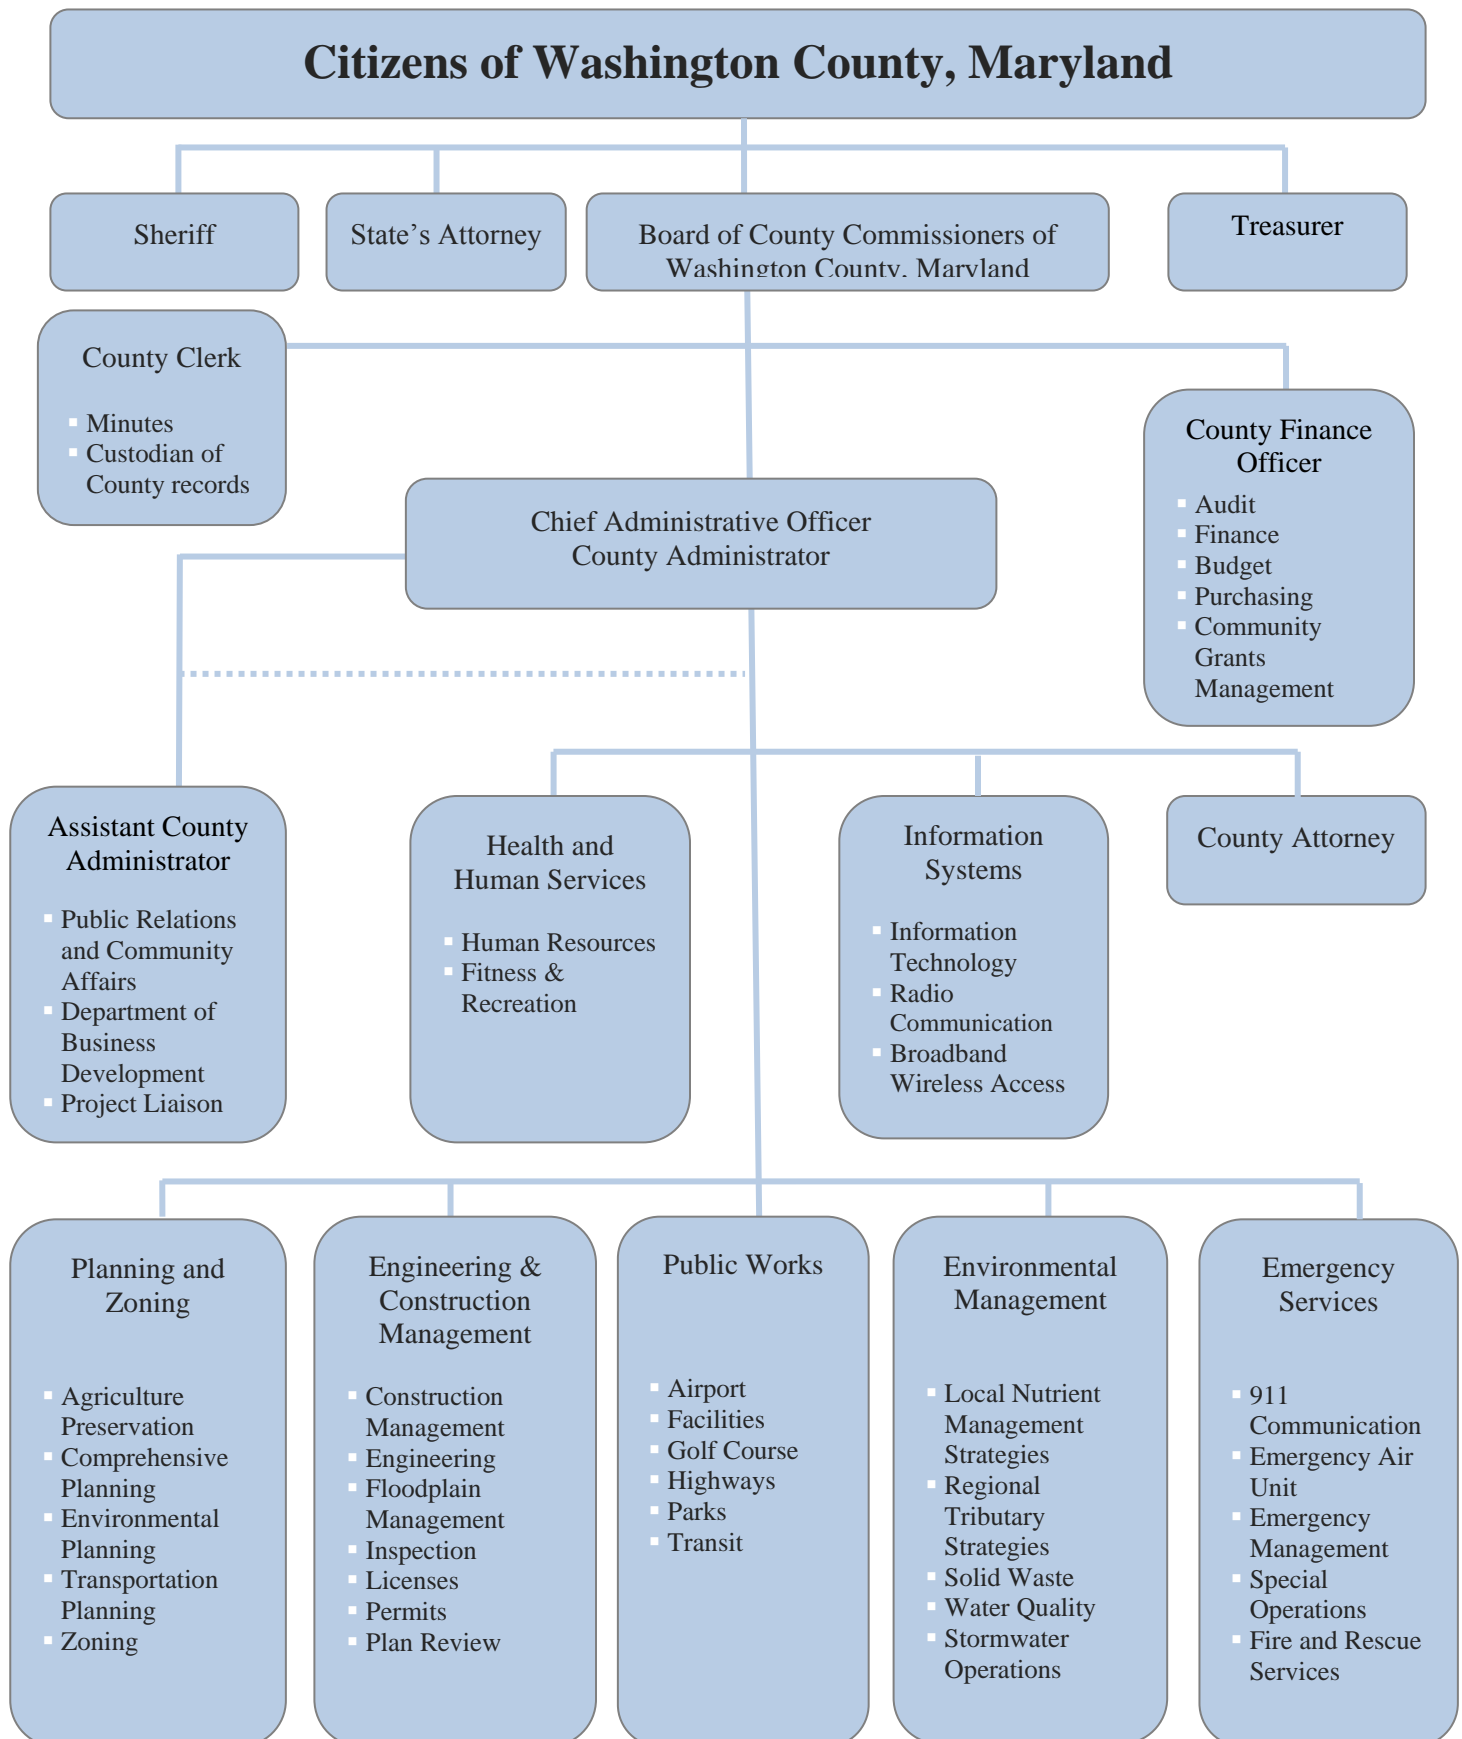 Citizens of Washington County, Maryland
Sheriff
State’s Attorney
Board of County Commissioners of
Washington County, Maryland
Treasurer
County Clerk
▪ Minutes
▪ Custodian of
County records
County Finance
Officer
▪ Audit
▪ Finance
▪ Budget
▪ Purchasing
▪ Community
Grants
Management
Chief Administrative Officer
County Administrator
Assistant County
Administrator
▪ Public Relations
and Community
Affairs
▪ Department of
Business
Development
▪ Project Liaison
Health and
Human Services
▪ Human Resources
▪ Fitness &
Recreation
Information
Systems
▪ Information
Technology
▪ Radio
Communication
▪ Broadband
Wireless Access
County Attorney
Planning and
Zoning
▪ Agriculture
Preservation
▪ Comprehensive
Planning
▪ Environmental
Planning
▪ Transportation
Planning
▪ Zoning
Engineering &
Construction
Management
▪ Construction
Management
▪ Engineering
▪ Floodplain
Management
▪ Inspection
▪ Licenses
▪ Permits
▪ Plan Review
Public Works
▪ Airport
▪ Facilities
▪ Golf Course
▪ Highways
▪ Parks
▪ Transit
Environmental
Management
▪ Local Nutrient
Management
Strategies
▪ Regional
Tributary
Strategies
▪ Solid Waste
▪ Water Quality
▪ Stormwater
Operations
Emergency
Services
▪ 911
Communication
▪ Emergency Air
Unit
▪ Emergency
Management
▪ Special
Operations
▪ Fire and Rescue
Services